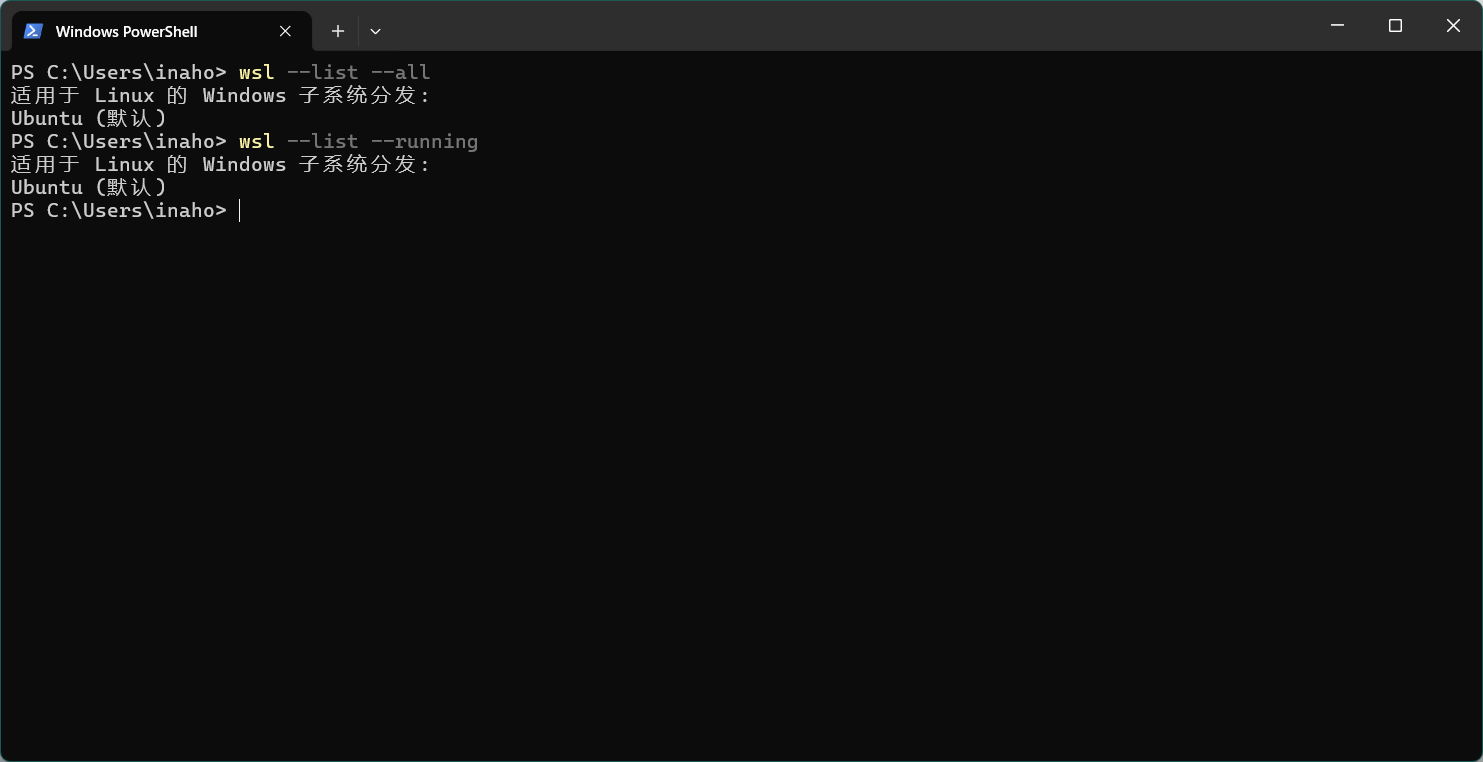 Windows PowerShell
PS C:\Users\inaho> wsl --list --all
适用于 Linux 的 Windows 子系统分发:
Ubuntu (默认)
PS C:\Users\inaho> wsl --list --running
适用于 Linux 的 Windows 子系统分发:
Ubuntu (默认)
PS C:\Users\inaho>